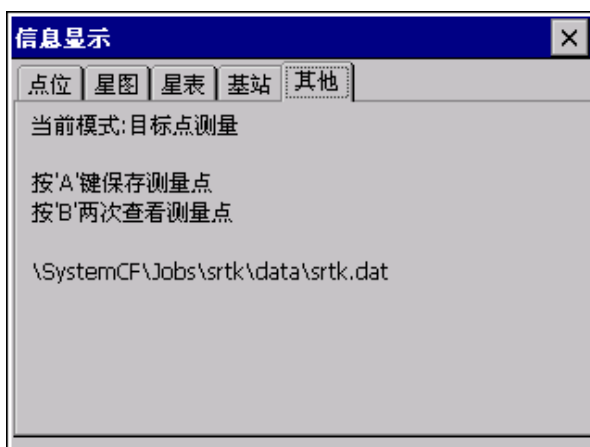 信息显示
点位 星图 星表 基站 其他
当前模式:目标点测量
按'A'键保存测量点
按'B'两次查看测量点
\SystemCF\Jobs\srtk\data\srtk.dat